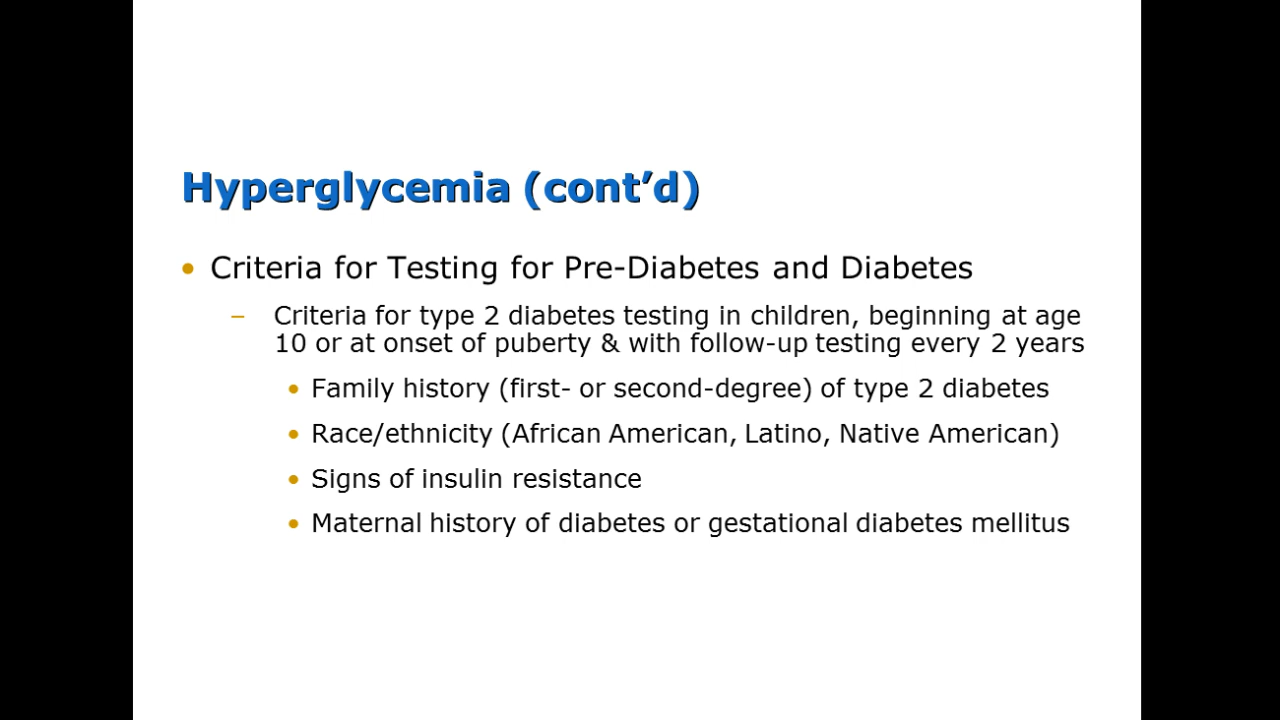 Hyperglycemia (cont’d)
• Criteria for Testing for Pre-Diabetes and Diabetes
– Criteria for type 2 diabetes testing in children, beginning at age
10 or at onset of puberty & with follow-up testing every 2 years
• Family history (first- or second-degree) of type 2 diabetes
• Race/ethnicity (African American, Latino, Native American)
• Signs of insulin resistance
• Maternal history of diabetes or gestational diabetes mellitus